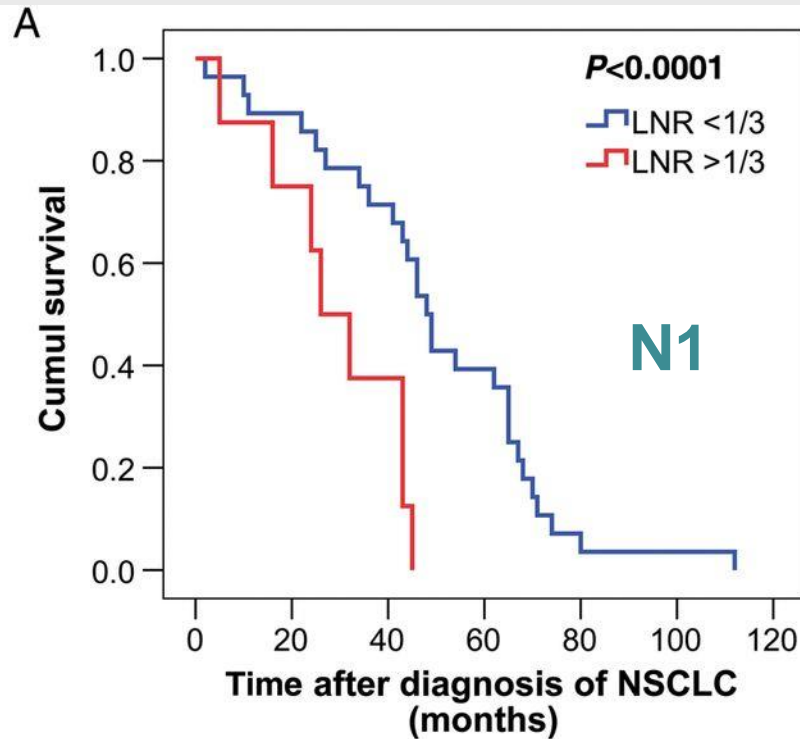 A
P<0.0001
LNR <1/3
LNR >1/3
N1
Cumul survival
1.0
0.8
0.6
0.4
0.2
0.0
0 20 40 60 80 100 120
Time after diagnosis of NSCLC
(months)